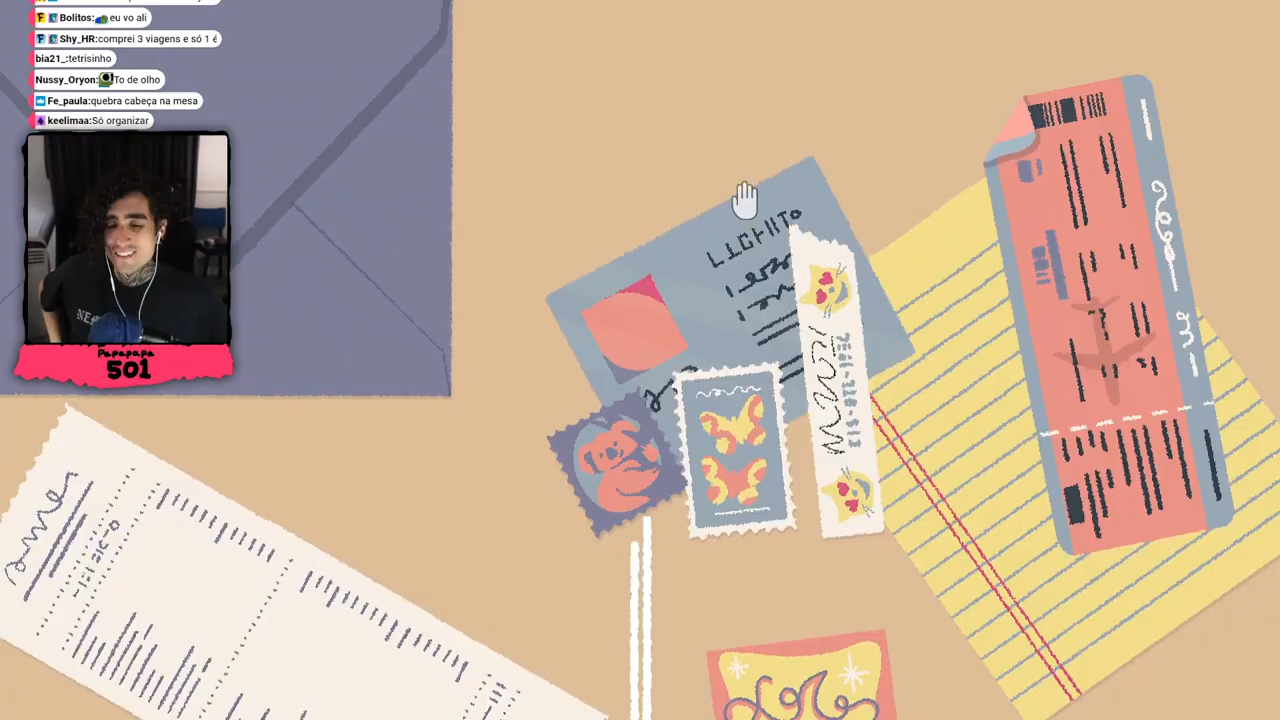 Bolitos: eu vo ali
Shy_HR:comprei 3 viagens e só 1 é
bia21_:tetrisinho
Nussy_Oryon: To de olho
Fe_paula:quebra cabeça na mesa
keelimaa:Só organizar
Papapapa
501